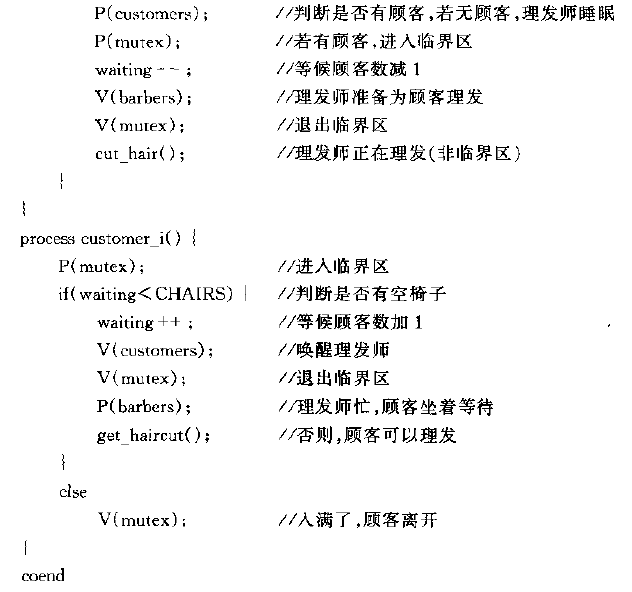 P(customers); //判断是否有顾客,若无顾客,理发师睡眠
P(mutex); //若有顾客,进入临界区
waiting--; //等候顾客数减1
V(barbers); //理发师准备为顾客理发
V(mutex); //退出临界区
cut_hair(); //理发师正在理发(非临界区)
}
}
process customer_i() {
P(mutex); //进入临界区
if(waiting<CHAIRS) { //判断是否有空椅子
waiting++; //等候顾客数加1
V(customers); //唤醒理发师
V(mutex); //退出临界区
P(barbers); //理发师忙,顾客坐着等待
get_haircut(); //否则,顾客可以理发
}
else
V(mutex); //人满了,顾客离开
}
coend